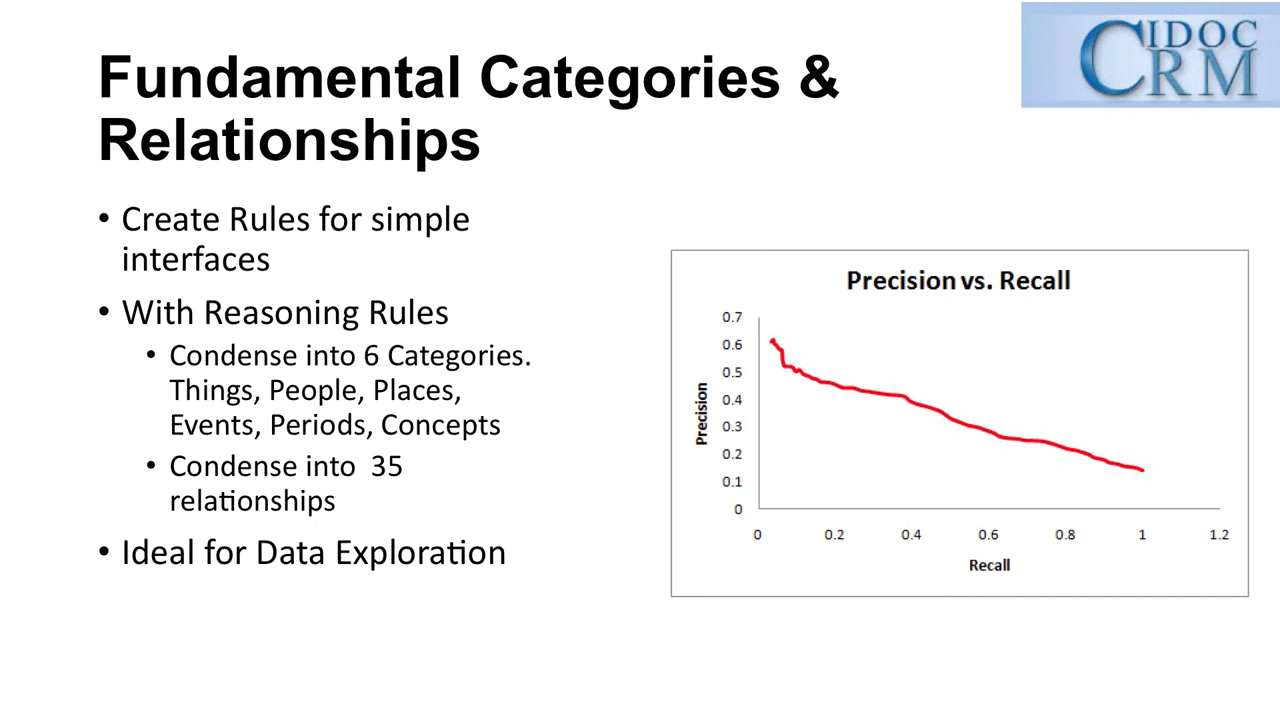 CIDOC
CRM
Fundamental Categories &
Relationships
• Create Rules for simple
interfaces
• With Reasoning Rules
• Condense into 6 Categories.
Things, People, Places,
Events, Periods, Concepts
• Condense into  35
relationships
• Ideal for Data Exploration
Precision vs. Recall
Precision
0.7
0.6
0.5
0.4
0.3
0.2
0.1
0
0 0.2 0.4 0.6 0.8 1 1.2
Recall